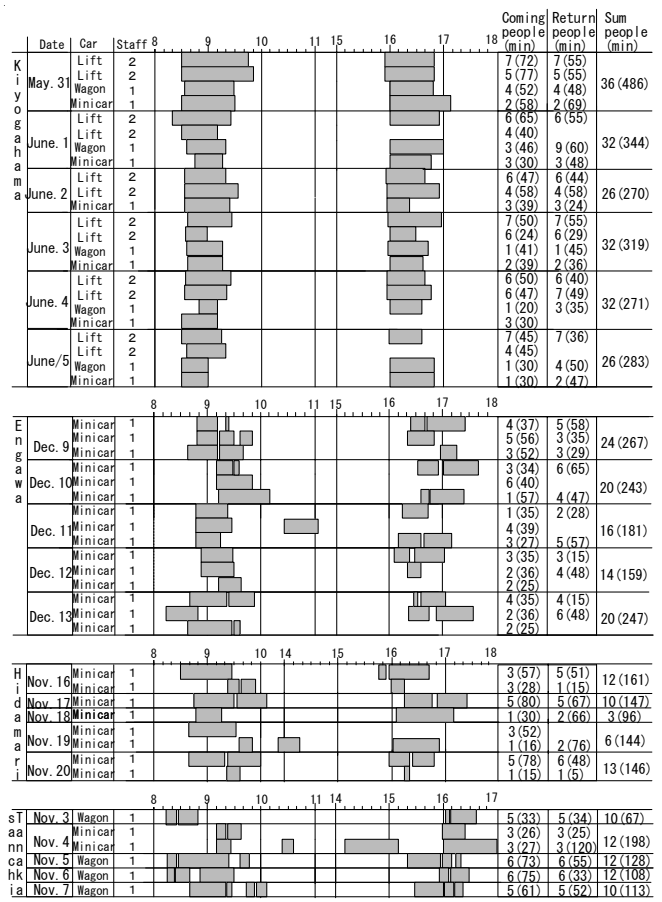 Coming people (min) Return people (min) Sum people (min)
Date Car Staff 8 9 10 11 15 16 17 18
Kiyogahama
May. 31 Lift 2 7(72) 7(55) 36(486)
Lift 2 5(77) 5(55)
Wagon 1 4(52) 4(48)
Minicar 1 2(58) 2(69)
June. 1 Lift 2 6(65) 6(55) 32(344)
Lift 2 4(40)
Wagon 1 3(46) 9(60)
Minicar 1 3(30) 3(48)
June. 2 Lift 2 6(47) 6(44) 26(270)
Lift 2 4(58) 4(58)
Minicar 1 3(39) 3(24)
June. 3 Lift 2 7(50) 7(55) 32(319)
Lift 2 6(24) 6(29)
Wagon 1 1(41) 1(45)
Minicar 1 2(39) 2(36)
June. 4 Lift 2 6(50) 6(40) 32(271)
Lift 2 6(47) 7(49)
Wagon 1 1(20) 3(35)
Minicar 1 3(30)
June/5 Lift 2 7(45) 7(36) 26(283)
Lift 2 4(45)
Wagon 1 1(30) 4(50)
Minicar 1 1(30) 2(47)
8 9 10 11 15 16 17 18
Engawa
Dec. 9 Minicar 1 4(37) 5(58) 24(267)
Minicar 1 5(56) 3(35)
Minicar 1 3(52) 3(29)
Dec. 10 Minicar 1 3(34) 6(65) 20(243)
Minicar 1 6(40)
Minicar 1 1(57) 4(47)
Dec. 11 Minicar 1 1(35) 2(28) 16(181)
Minicar 1 4(39)
Minicar 1 3(27) 5(57)
Dec. 12 Minicar 1 3(35) 3(15) 14(159)
Minicar 1 2(36) 4(48)
Minicar 1 2(25)
Dec. 13 Minicar 1 4(35) 4(15) 20(247)
Minicar 1 2(36) 6(48)
Minicar 1 2(25)
8 9 10 14 15 16 17 18
Hidamari
Nov. 16 Minicar 1 3(57) 5(51) 12(161)
Minicar 1 3(28) 1(15)
Nov. 17 Minicar 1 5(80) 5(67) 10(147)
Nov. 18 Minicar 1 1(30) 2(66) 3(96)
Nov. 19 Minicar 1 3(52) 6(144)
Minicar 1 1(16) 2(76)
Nov. 20 Minicar 1 5(78) 6(48) 13(146)
Minicar 1 1(15) 1(5)
8 9 10 11 14 15 16 17
sT Nov. 3 Wagon 1 5(33) 5(34) 10(67)
aa Nov. 4 Minicar 1 3(26) 3(25) 12(198)
nn Minicar 1 3(27) 3(120)
ca Nov. 5 Wagon 1 6(73) 6(55) 12(128)
hk Nov. 6 Wagon 1 6(75) 6(33) 12(108)
ia Nov. 7 Wagon 1 5(61) 5(52) 10(113)